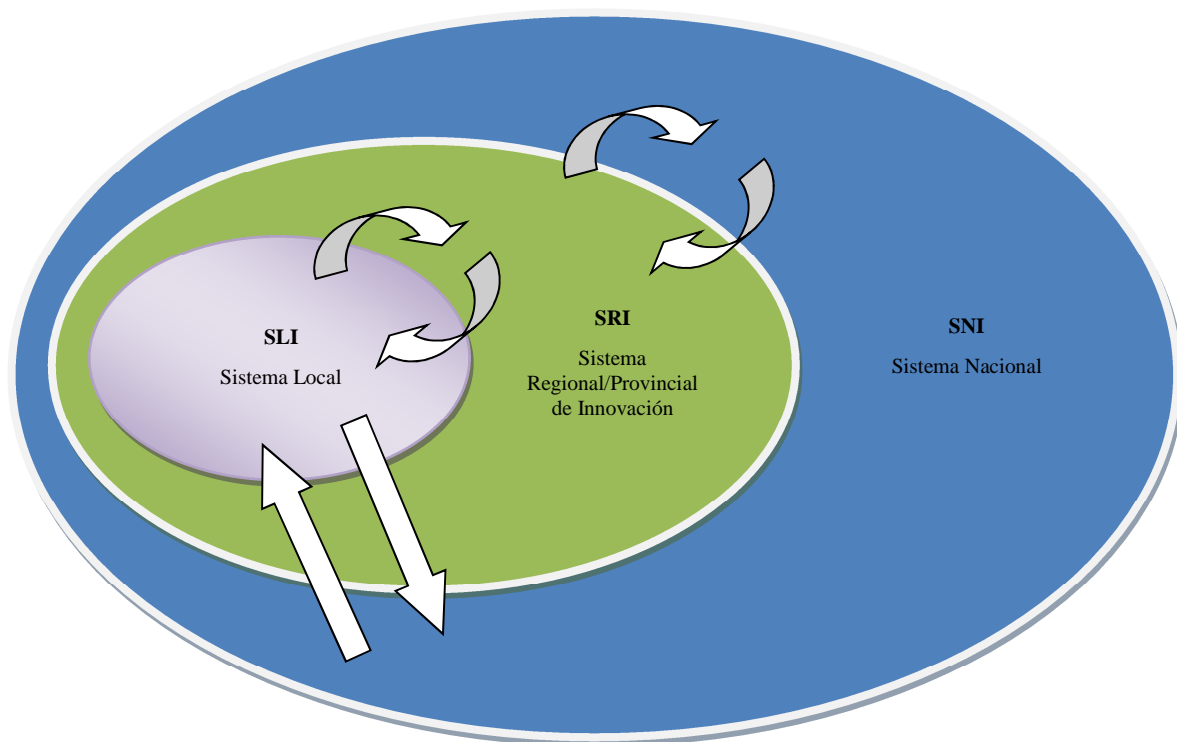 SLI
Sistema Local
SRI
Sistema
Regional/Provincial
de Innovación
SNI
Sistema Nacional